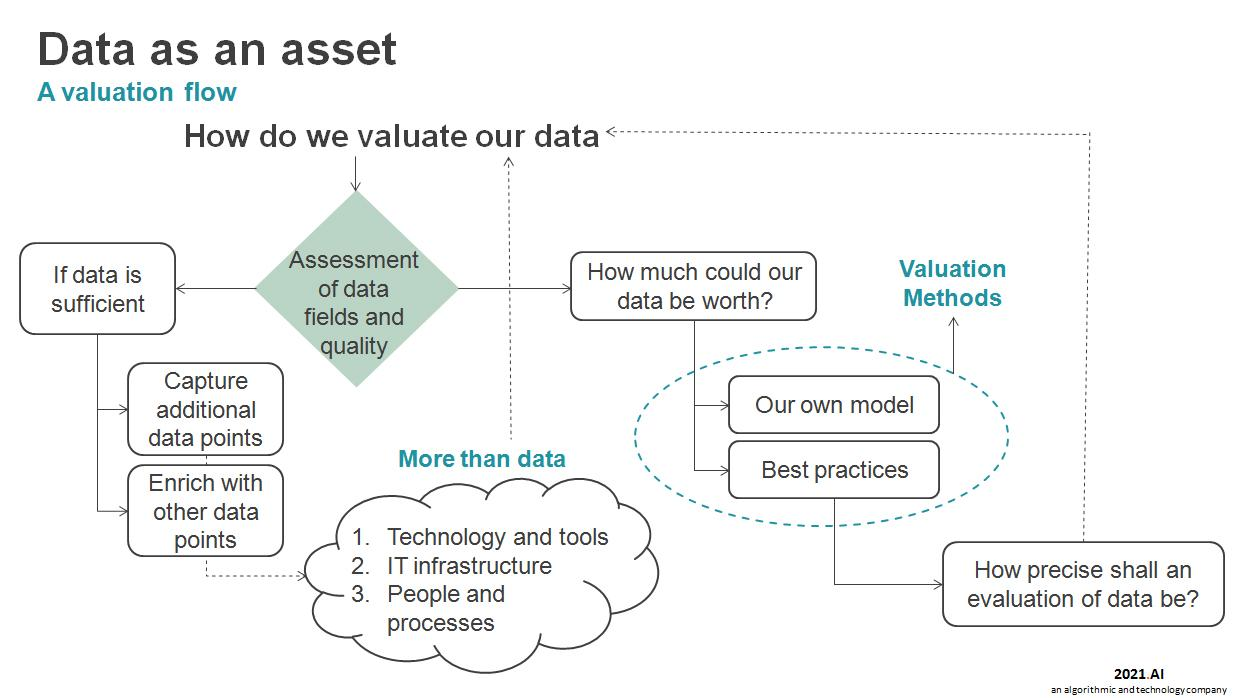 Data as an asset
A valuation flow
How do we valuate our data
Assessment
of data
fields and
quality
If data is
sufficient
Capture
additional
data points
Enrich with
other data
points
More than data
1. Technology and tools
2. IT infrastructure
3. People and
processes
How much could our
data be worth?
Our own model
Best practices
Valuation
Methods
How precise shall an
evaluation of data be?
2021.AI
an algorithmic and technology company